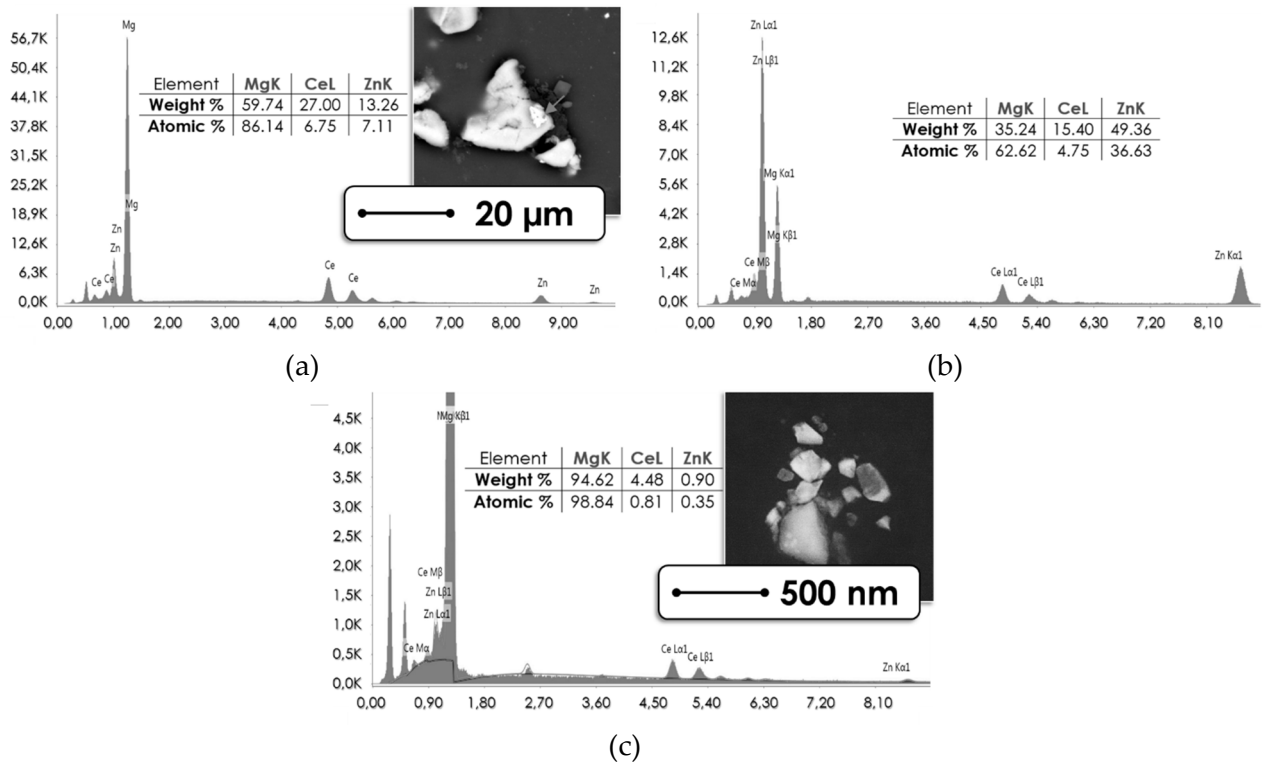 Mg
56,7K
50,4K
44,1K
37,8K
31,5K
25,2K
18,9K
12,6K
6,3K
0,0K
Element MgK CeL ZnK
Weight % 59.74 27.00 13.26
Atomic % 86.14 6.75 7.11
Mg
Zn
Zn
Ce Ce
Ce Ce
Zn Zn
0,00 1,00 2,00 3,00 4,00 5,00 6,00 7,00 8,00 9,00
20 µm
(a)
Zn Lα1
Zn Lβ1
12,6K
11,2K
9,8K
8,4K
7,0K
5,6K
4,2K
2,8K
1,4K
0,0K
Element MgK CeL ZnK
Weight % 35.24 15.40 49.36
Atomic % 62.62 4.75 36.63
Mg Kα1
Mg Kβ1
Ce Mβ
Ce Mα
Ce Lα1
Ce Lβ1
Zn Kα1
0,00 0,90 1,80 2,70 3,60 4,50 5,40 6,30 7,20 8,10
(b)
Mg Kβ1
4,5K
4,0K
3,5K
3,0K
2,5K
2,0K
1,5K
1,0K
0,5K
0,0K
Element MgK CeL ZnK
Weight % 94.62 4.48 0.90
Atomic % 98.84 0.81 0.35
Ce Mβ
Zn Lβ1
Zn Lα1
Ce Mα
Ce Lα1
Ce Lβ1
Zn Kα1
0,00 0,90 1,80 2,70 3,60 4,50 5,40 6,30 7,20 8,10
500 nm
(c)